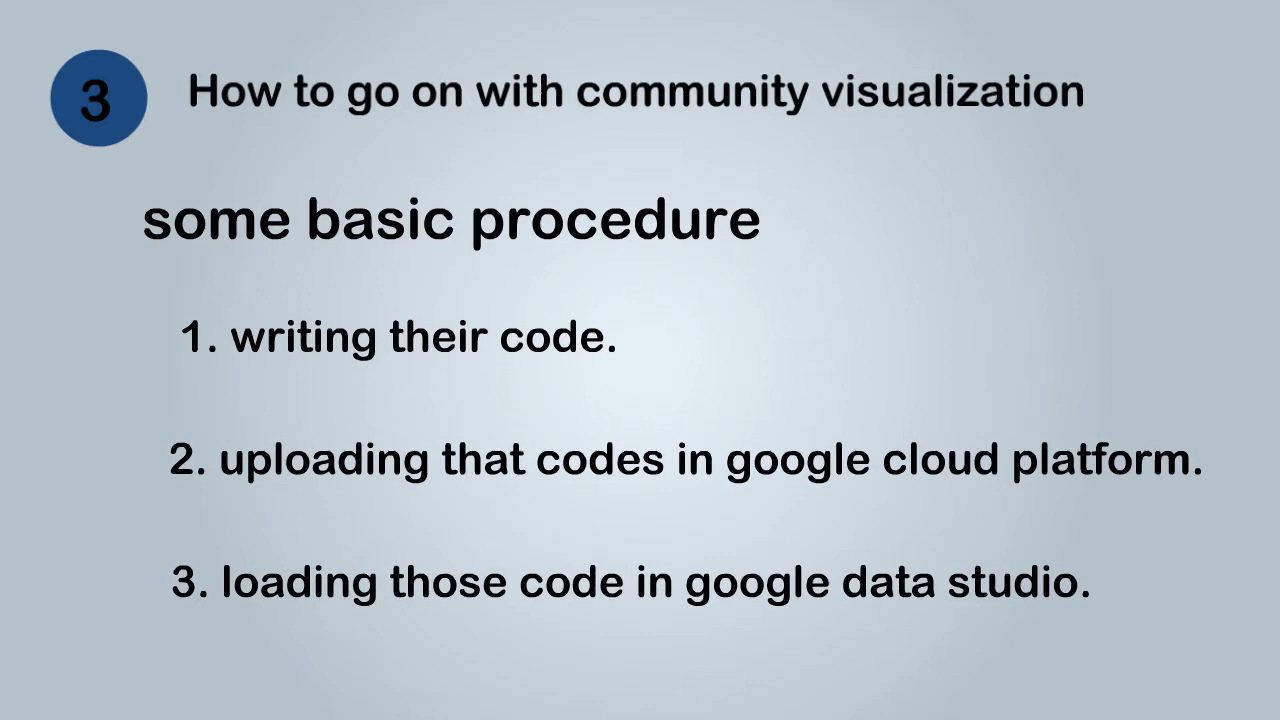 3
How to go on with community visualization
some basic procedure
1. writing their code.
2. uploading that codes in google cloud platform.
3. loading those code in google data studio.